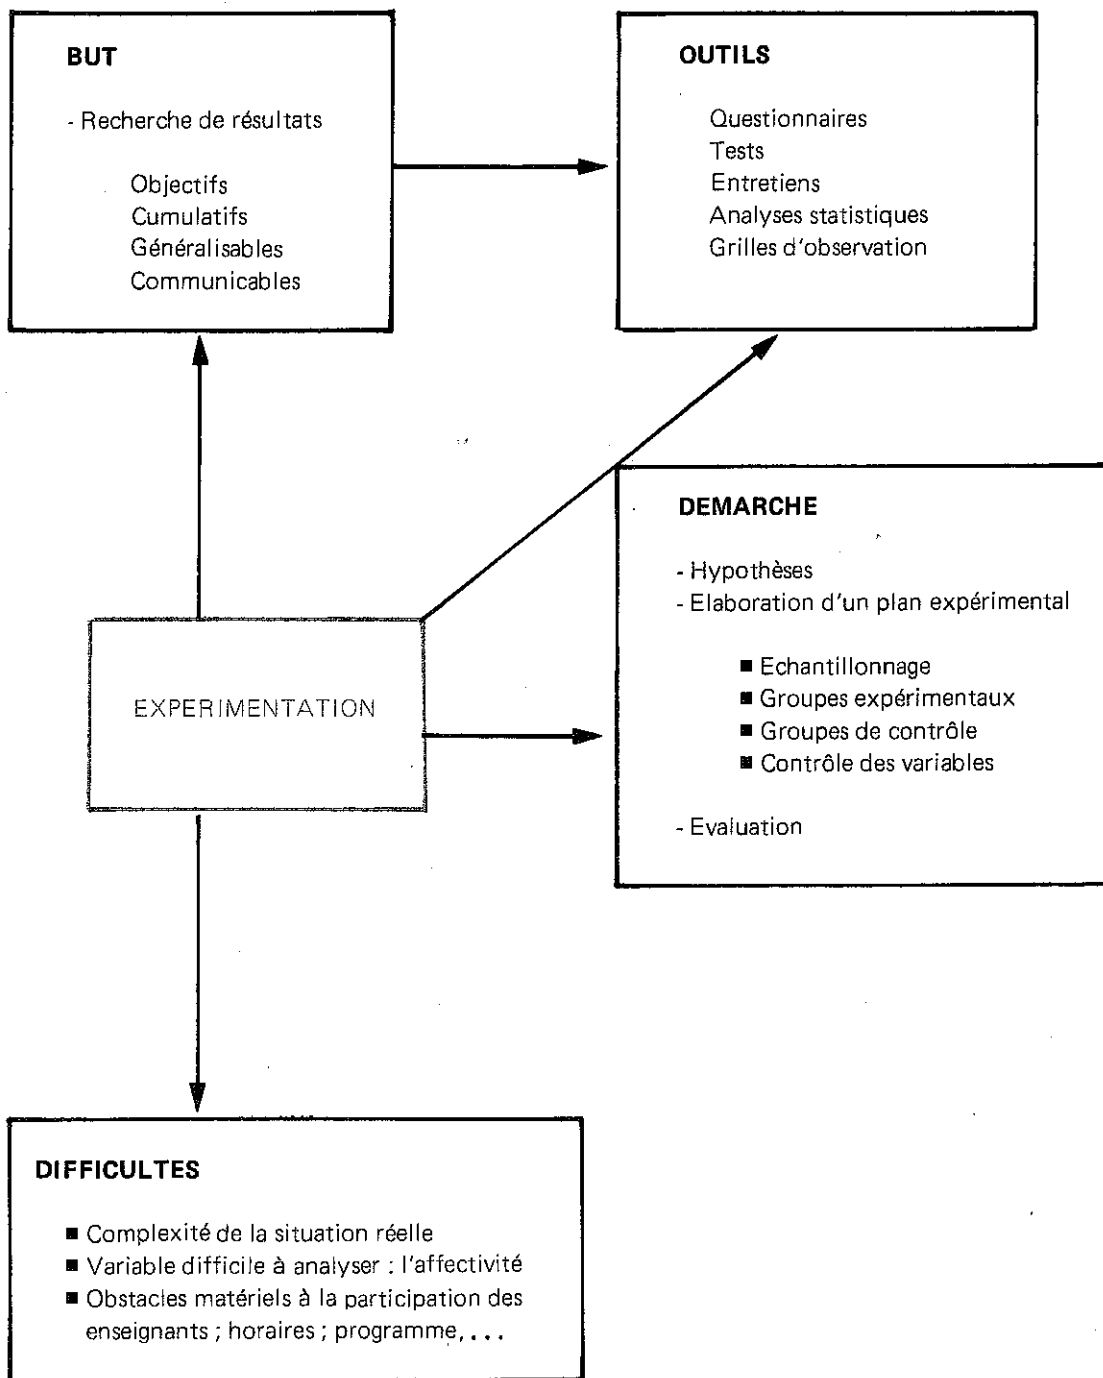 BUT
- Recherche de résultats
Objectifs
Cumulatifs
Généralisables
Communicables
OUTILS
Questionnaires
Tests
Entretiens
Analyses statistiques
Grilles d'observation
DEMARCHE
- Hypothèses
- Elaboration d'un plan expérimental
■ Echantillonnage
■ Groupes expérimentaux
■ Groupes de contrôle
■ Contrôle des variables
- Evaluation
EXPERIMENTATION
DIFFICULTES
■ Complexité de la situation réelle
■ Variable difficile à analyser : l'affectivité
■ Obstacles matériels à la participation des
enseignants ; horaires ; programme, ...